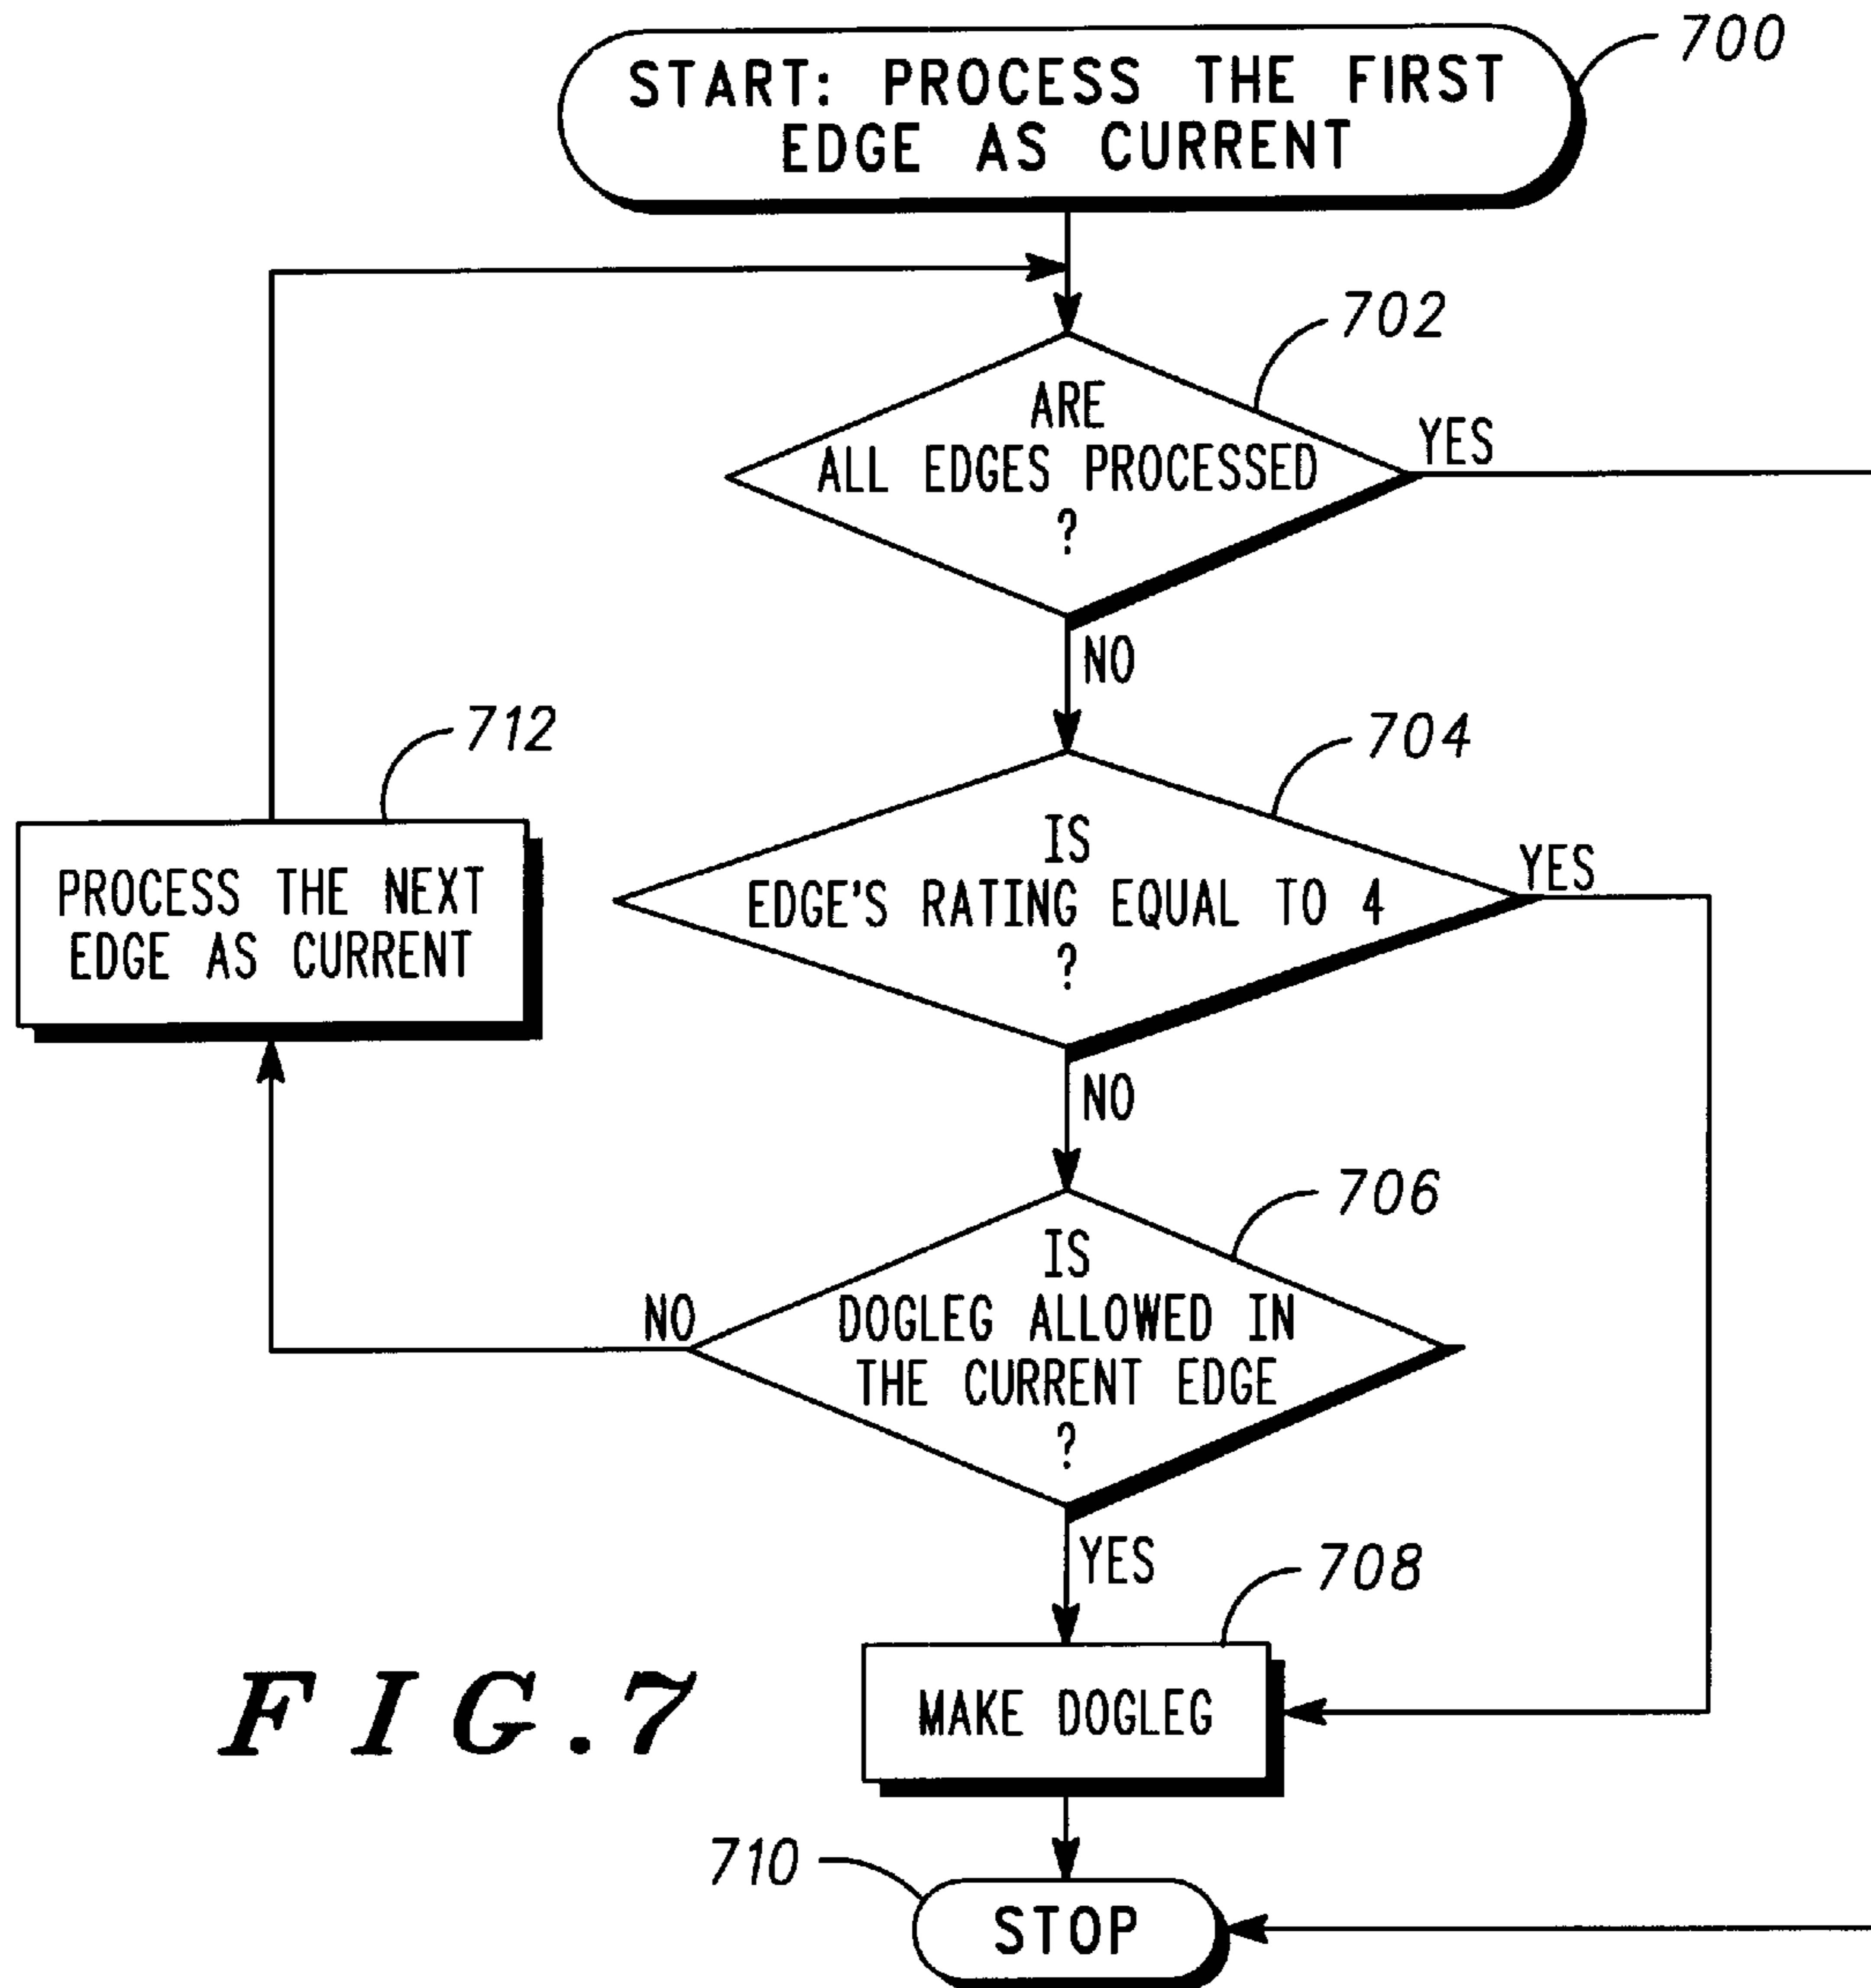 START: PROCESS THE FIRST
EDGE AS CURRENT
700
702
ARE
ALL EDGES PROCESSED
?
YES
NO
712
704
PROCESS THE NEXT
EDGE AS CURRENT
IS
EDGE'S RATING EQUAL TO 4
?
YES
NO
706
IS
DOGLEG ALLOWED IN
THE CURRENT EDGE
?
NO
YES
708
MAKE DOGLEG
FIG.7
710
STOP